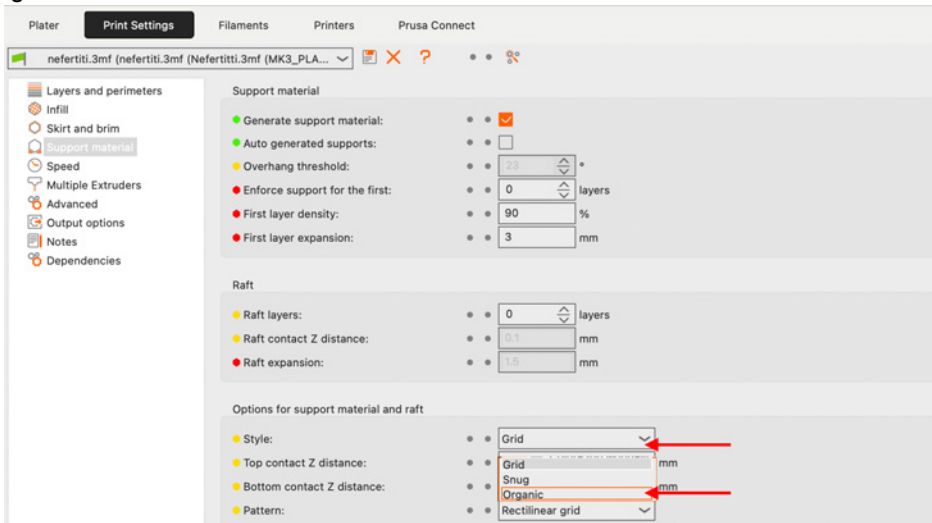 Plater Print Settings Filaments Printers Prusa Connect
nefertiti.3mf (nefertiti.3mf (Nefertitti.3mf (MK3_PLA... ?
Layers and perimeters
Infill
Skirt and brim
Support material
Speed
Multiple Extruders
Advanced
Output options
Notes
Dependencies
Support material
Generate support material:
Auto generated supports:
Overhang threshold: 23 °
Enforce support for the first: 0 layers
First layer density: 90 %
First layer expansion: 3 mm
Raft
Raft layers: 0 layers
Raft contact Z distance: 0.1 mm
Raft expansion: 1.5 mm
Options for support material and raft
Style: Grid
Top contact Z distance: mm
Grid
Snug
Bottom contact Z distance: mm
Organic
Pattern: Rectilinear grid